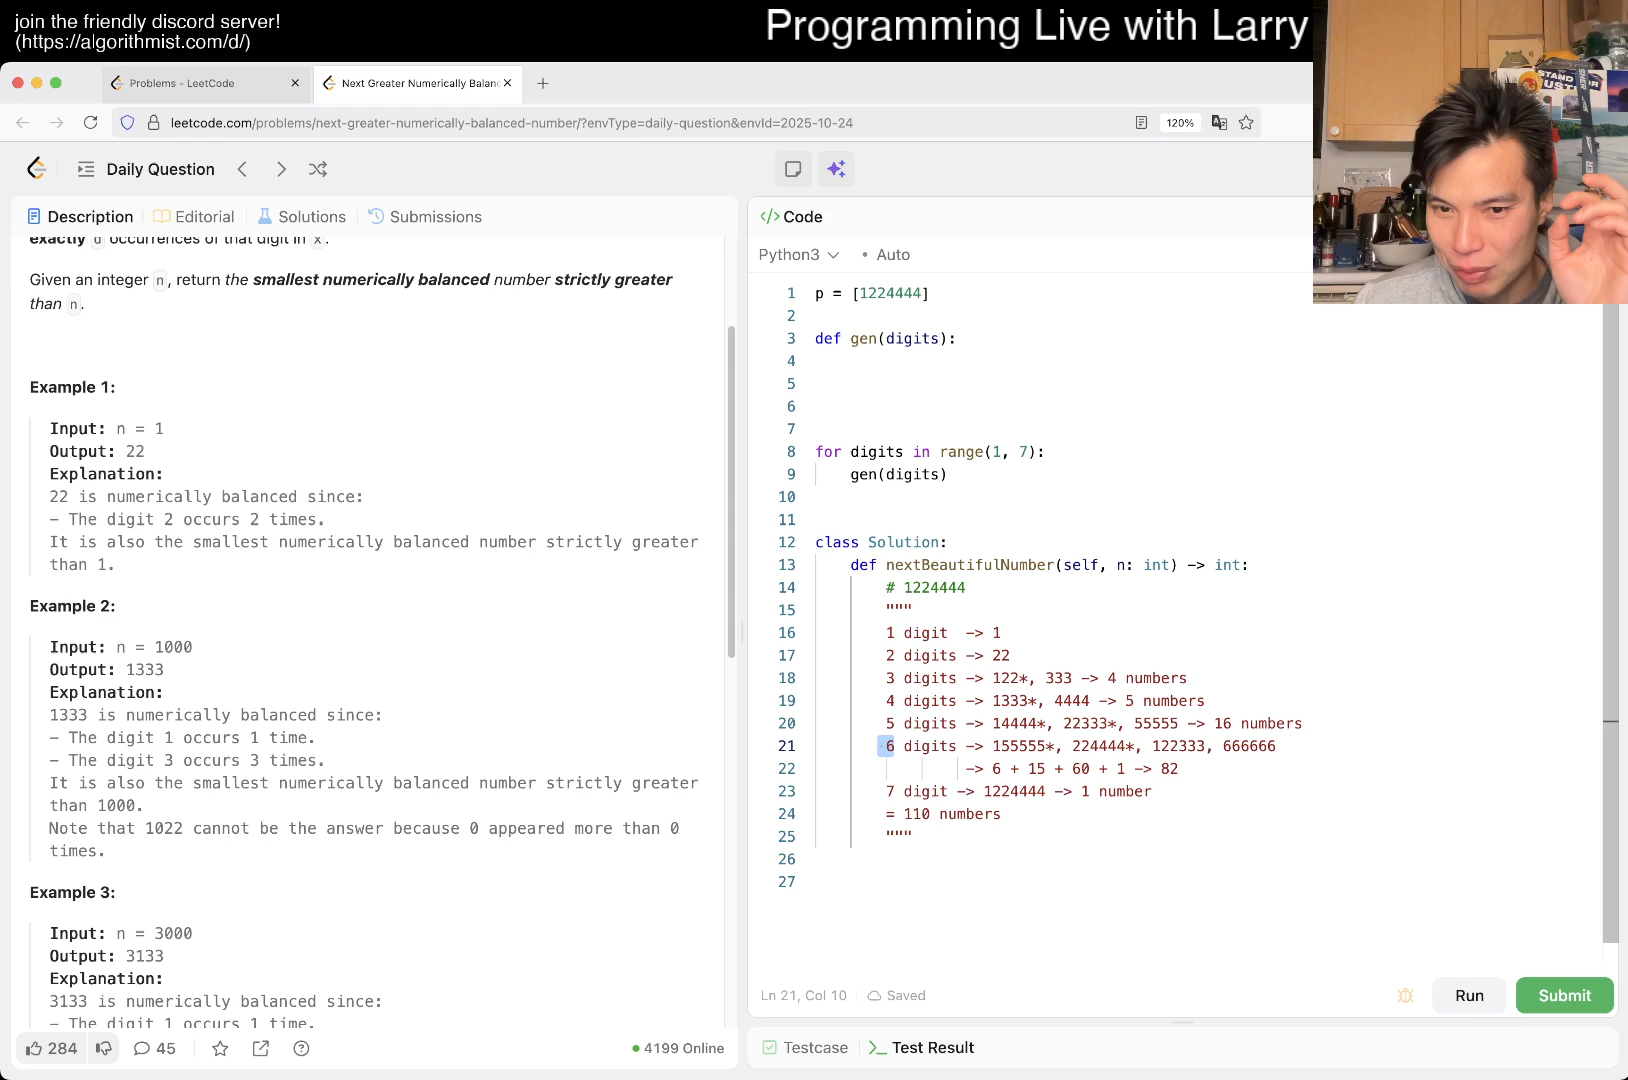 join the friendly discord server!
(https://algorithmist.com/d/)
Programming Live with Larry
Problems - LeetCode
Next Greater Numerically Balanc
leetcode.com/problems/next-greater-numerically-balanced-number/?envType=daily-question&envId=2025-10-24
120%
Daily Question
Description
Editorial
Solutions
Submissions
exactly d occurrences of that digit in x.
Given an integer n, return the smallest numerically balanced number strictly greater
than n.
Example 1:
Input: n = 1
Output: 22
Explanation:
22 is numerically balanced since:
- The digit 2 occurs 2 times.
It is also the smallest numerically balanced number strictly greater
than 1.
Example 2:
Input: n = 1000
Output: 1333
Explanation:
1333 is numerically balanced since:
- The digit 1 occurs 1 time.
- The digit 3 occurs 3 times.
It is also the smallest numerically balanced number strictly greater
than 1000.
Note that 1022 cannot be the answer because 0 appeared more than 0
times.
Example 3:
Input: n = 3000
Output: 3133
Explanation:
3133 is numerically balanced since:
- The digit 1 occurs 1 time.
284
45
4199 Online
</> Code
Python3
• Auto
1 p = [1224444]
2
3 def gen(digits):
4
5
6
7
8 for digits in range(1, 7):
9 gen(digits)
10
11
12 class Solution:
13 def nextBeautifulNumber(self, n: int) -> int:
14 # 1224444
15 """
16 1 digit -> 1
17 2 digits -> 22
18 3 digits -> 122*, 333 -> 4 numbers
19 4 digits -> 1333*, 4444 -> 5 numbers
20 5 digits -> 14444*, 22333*, 55555 -> 16 numbers
21 6 digits -> 155555*, 224444*, 122333, 666666
22 -> 6 + 15 + 60 + 1 -> 82
23 7 digit -> 1224444 -> 1 number
24 = 110 numbers
25 """
26
27
Ln 21, Col 10
Saved
Run
Submit
Testcase
Test Result